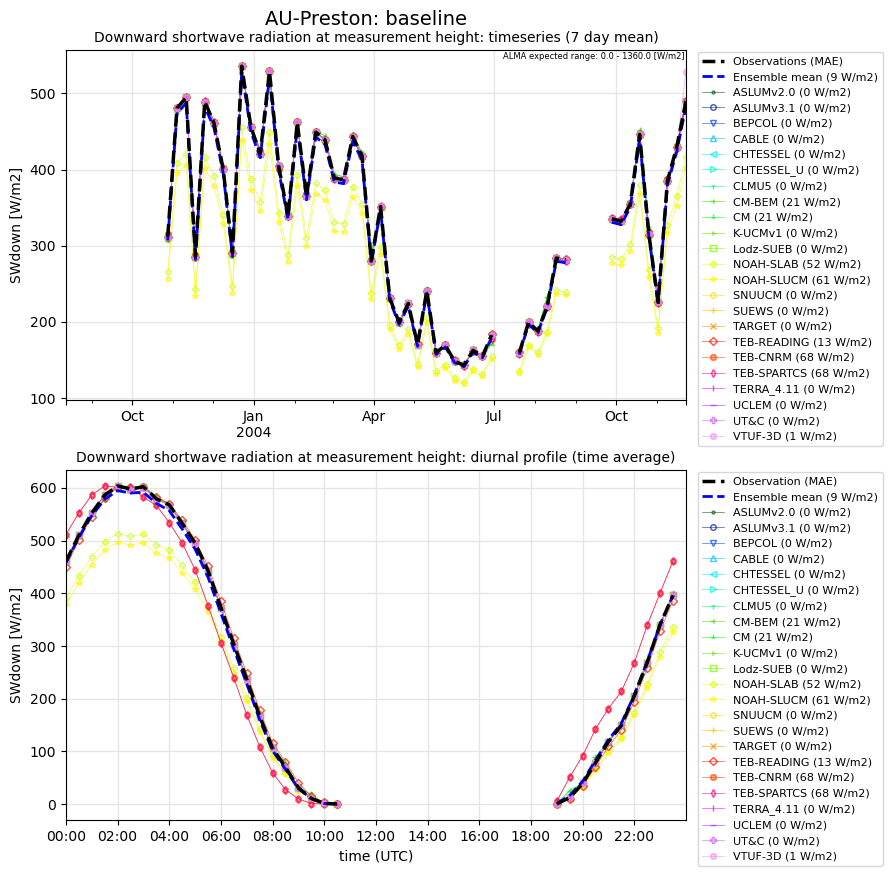 AU-Preston: baseline
Downward shortwave radiation at measurement height: timeseries (7 day mean)
ALMA expected range: 0.0 - 1360.0 [W/m2]
SWdown [W/m2]
500
400
300
200
100
Oct
Jan
2004
Apr
Jul
Oct
Observations (MAE)
Ensemble mean (9 W/m2)
ASLUMv2.0 (0 W/m2)
ASLUMv3.1 (0 W/m2)
BEPCOL (0 W/m2)
CABLE (0 W/m2)
CHTESSEL (0 W/m2)
CHTESSEL_U (0 W/m2)
CLMU5 (0 W/m2)
CM-BEM (21 W/m2)
CM (21 W/m2)
K-UCMv1 (0 W/m2)
Lodz-SUEB (0 W/m2)
NOAH-SLAB (52 W/m2)
NOAH-SLUCM (61 W/m2)
SNUUCM (0 W/m2)
SUEWS (0 W/m2)
TARGET (0 W/m2)
TEB-READING (13 W/m2)
TEB-CNRM (68 W/m2)
TEB-SPARTCS (68 W/m2)
TERRA_4.11 (0 W/m2)
UCLEM (0 W/m2)
UT&C (0 W/m2)
VTUF-3D (1 W/m2)
Downward shortwave radiation at measurement height: diurnal profile (time average)
SWdown [W/m2]
600
500
400
300
200
100
0
00:00
02:00
04:00
06:00
08:00
10:00
12:00
14:00
16:00
18:00
20:00
22:00
time (UTC)
Observation (MAE)
Ensemble mean (9 W/m2)
ASLUMv2.0 (0 W/m2)
ASLUMv3.1 (0 W/m2)
BEPCOL (0 W/m2)
CABLE (0 W/m2)
CHTESSEL (0 W/m2)
CHTESSEL_U (0 W/m2)
CLMU5 (0 W/m2)
CM-BEM (21 W/m2)
CM (21 W/m2)
K-UCMv1 (0 W/m2)
Lodz-SUEB (0 W/m2)
NOAH-SLAB (52 W/m2)
NOAH-SLUCM (61 W/m2)
SNUUCM (0 W/m2)
SUEWS (0 W/m2)
TARGET (0 W/m2)
TEB-READING (13 W/m2)
TEB-CNRM (68 W/m2)
TEB-SPARTCS (68 W/m2)
TERRA_4.11 (0 W/m2)
UCLEM (0 W/m2)
UT&C (0 W/m2)
VTUF-3D (1 W/m2)